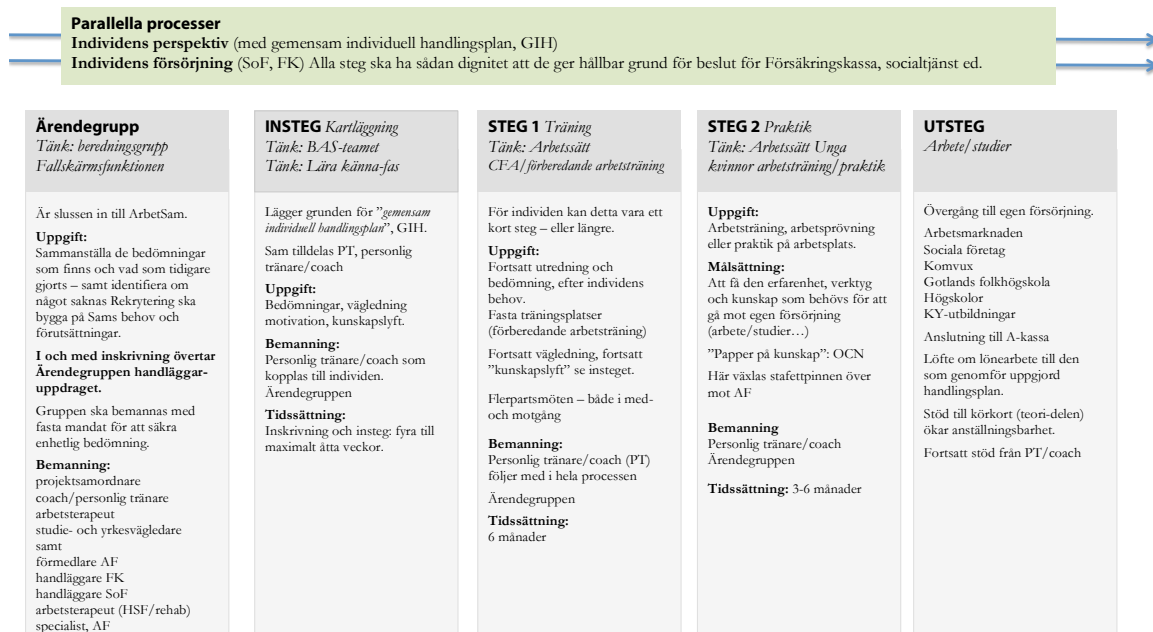 Parallella processer
Individens perspektiv (med gemensam individuell handlingsplan, GIH)
Individens försörjning (SoF, FK) Alla steg ska ha sådan dignitet att de ger hållbar grund för beslut för Försäkringskassa, socialtjänst ed.
Ärendegrupp
Tänk: beredningsgrupp
Fallskärmsfunktionen
Är slussen in till ArbetSam.
Uppgift:
Sammanställa de bedömningar
som finns och vad som tidigare
gjorts – samt identifiera om
något saknas Rekrytering ska
bygga på Sams behov och
förutsättningar.
I och med inskrivning övertar
Ärendegruppen handläggar-
uppdraget.
Gruppen ska bemannas med
fasta mandat för att säkra
enhetlig bedömning.
Bemanning:
projektsamordnare
coach/personlig tränare
arbetsterapeut
studie- och yrkesvägledare
samt
förmedlare AF
handläggare FK
handläggare SoF
arbetsterapeut (HSF/rehab)
specialist, AF
INSTEG Kartläggning
Tänk: BAS-teamet
Tänk: Lära känna-fas
Lägger grunden för ”gemensam
individuell handlingsplan”, GIH.
Sam tilldelas PT, personlig
tränare/coach
Uppgift:
Bedömningar, vägledning
motivation, kunskapslyft.
Bemanning:
Personlig tränare/coach som
kopplas till individen.
Ärendegruppen
Tidssättning:
Inskrivning och insteg: fyra till
maximalt åtta veckor.
STEG 1 Träning
Tänk: Arbetssätt
CFA/förberedande arbetsträning
För individen kan detta vara ett
kort steg – eller längre.
Uppgift:
Fortsatt utredning och
bedömning, efter individens
behov.
Fasta träningsplatser
(förberedande arbetsträning)
Fortsatt vägledning, fortsatt
”kunskapslyft” se insteget.
Flerpartsmöten – både i med-
och motgång
Bemanning:
Personlig tränare/coach (PT)
följer med i hela processen
Ärendegruppen
Tidssättning:
6 månader
STEG 2 Praktik
Tänk: Arbetssätt Unga
kvinnor arbetsträning/praktik
Uppgift:
Arbetsträning, arbetsprövning
eller praktik på arbetsplats.
Målsättning:
Att få den erfarenhet, verktyg
och kunskap som behövs för att
gå mot egen försörjning
(arbete/studier…)
”Papper på kunskap”: OCN
Här växlas stafettpinnen över
mot AF
Bemanning
Personlig tränare/coach
Ärendegruppen
Tidssättning: 3-6 månader
UTSTEG
Arbete/studier
Övergång till egen försörjning.
Arbetsmarknaden
Sociala företag
Komvux
Gotlands folkhögskola
Högskolor
KY-utbildningar
Anslutning till A-kassa
Löfte om lönearbete till den
som genomför uppgjord
handlingsplan.
Stöd till körkort (teori-delen)
ökar anställningsbarhet.
Fortsatt stöd från PT/coach